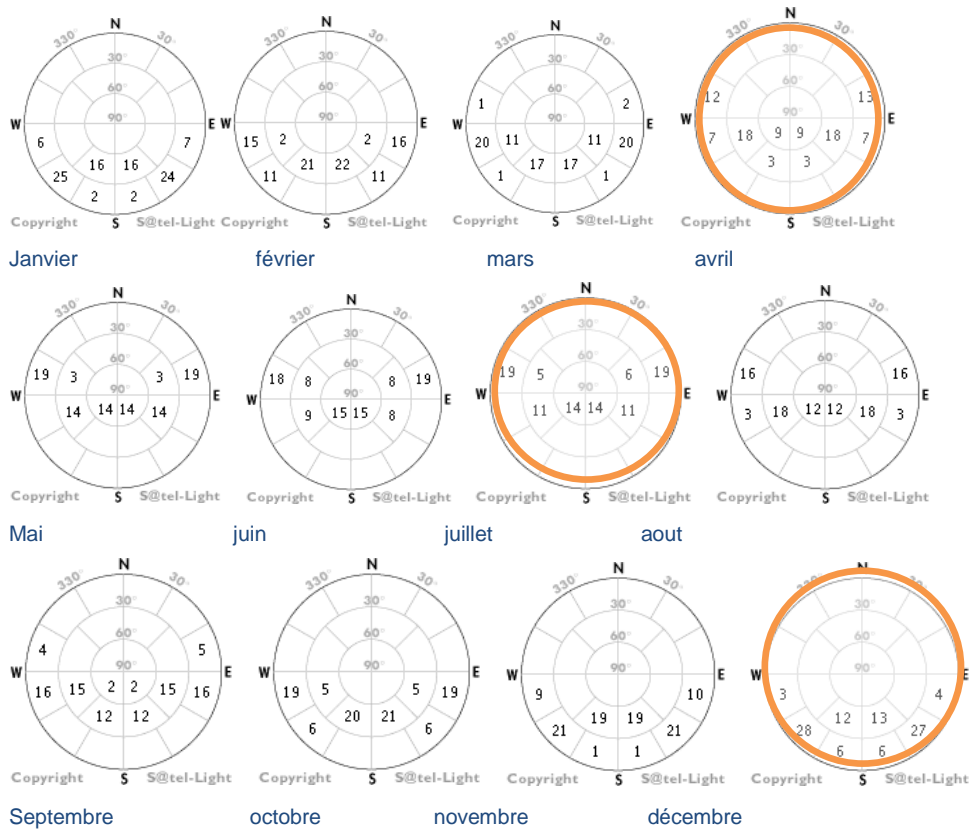 N N N N
330° 30° 330° 30° 330° 30° 330° 30°
30° 30° 30° 30°
60° 60° 60° 60°
1 2 12 13
90° 90° 90° 90°
W E W E W E W E
6 7 15 2 2 16 20 11 11 20 7 18 9 9 18 7
16 16 21 22 17 17 3 3
25 24 11 11 1 1
2 2
S S S S
Copyright S@tel-Light Copyright S@tel-Light Copyright S@tel-Light Copyright S@tel-Light
Janvier février mars avril
N N N N
330° 30° 330° 30° 330° 30° 330° 30°
30° 30° 30° 30°
60° 60° 60° 60°
19 3 3 19 18 8 8 19 19 5 6 19 16 16
90° 90° 90° 90°
W E W E W E W E
14 14 14 14 9 15 15 8 11 14 14 11 3 18 12 12 18 3
S S S S
Copyright S@tel-Light Copyright S@tel-Light Copyright S@tel-Light Copyright S@tel-Light
Mai juin juillet aout
N N N N
330° 30° 330° 30° 330° 30° 330° 30°
30° 30° 30° 30°
60° 60° 60° 60°
4 5
90° 90° 90° 90°
W E W E W E W E
16 15 2 2 15 16 19 5 5 19 9 10 3 4
12 12 20 21 19 19 12 13
6 6 21 21 28 27
1 1 6 6
S S S S
Copyright S@tel-Light Copyright S@tel-Light Copyright S@tel-Light Copyright S@tel-Light
Septembre octobre novembre décembre